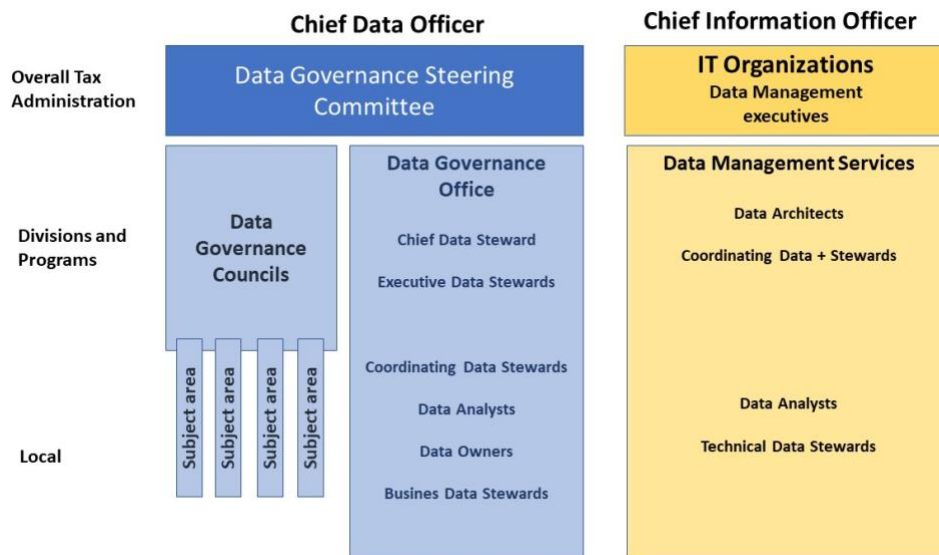 Chief Data Officer
Chief Information Officer
Overall Tax
Administration
Data Governance Steering
Committee
IT Organizations
Data Management
executives
Divisions and
Programs
Data
Governance
Councils
Data Governance
Office
Chief Data Steward
Executive Data Stewards
Data Management Services
Data Architects
Coordinating Data + Stewards
Local
Subject area
Subject area
Subject area
Subject area
Coordinating Data Stewards
Data Analysts
Data Owners
Busines Data Stewards
Data Analysts
Technical Data Stewards